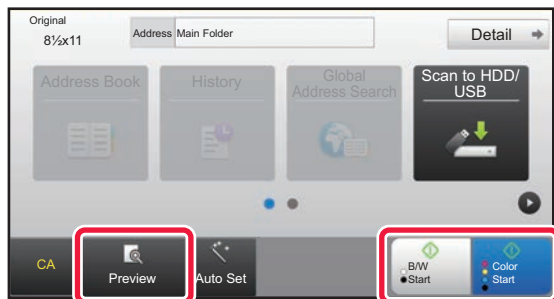 Original
8½x11
Address Main Folder
Detail
Address Book
History
Global
Address Search
Scan to HDD/
USB
CA
Preview
Auto Set
B/W
Start
Color
Start